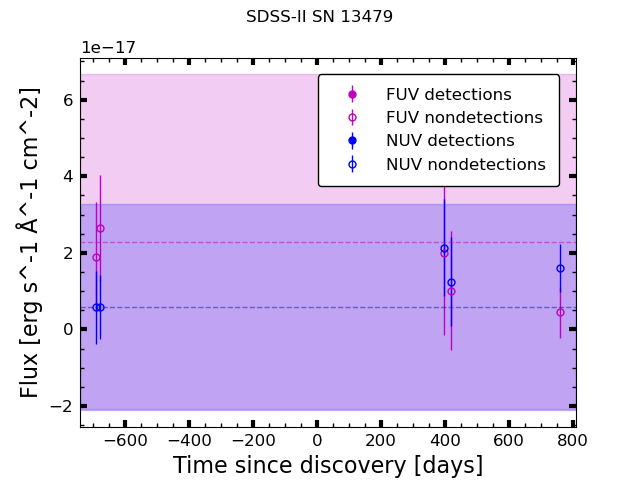 SDSS-II SN 13479
1e−17
FUV detections
FUV nondetections
NUV detections
NUV nondetections
6
4
2
0
−2
Flux [erg s^-1 Å^-1 cm^-2]
−600 −400 −200 0 200 400 600 800
Time since discovery [days]